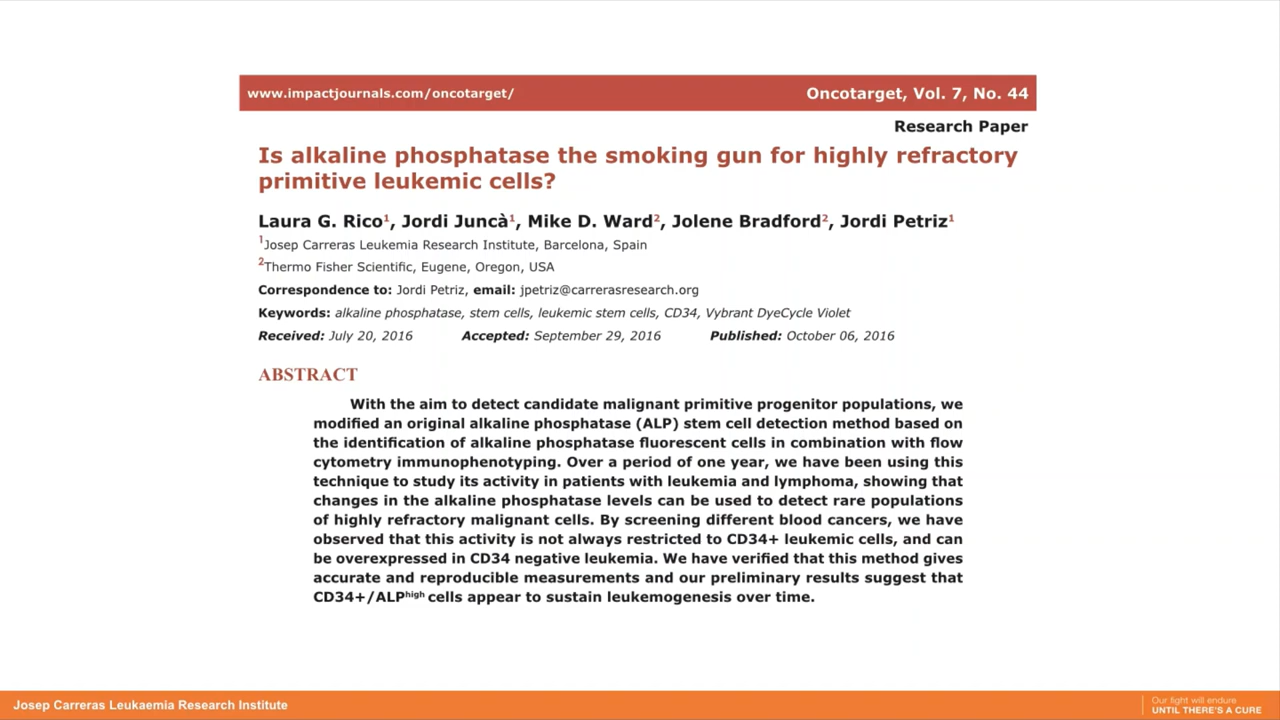 www.impactjournals.com/oncotarget/ Oncotarget, Vol. 7, No. 44
Research Paper
Is alkaline phosphatase the smoking gun for highly refractory
primitive leukemic cells?
Laura G. Rico1, Jordi Juncà1, Mike D. Ward2, Jolene Bradford2, Jordi Petriz1
1Josep Carreras Leukemia Research Institute, Barcelona, Spain
2Thermo Fisher Scientific, Eugene, Oregon, USA
Correspondence to: Jordi Petriz, email: jpetriz@carrerasresearch.org
Keywords: alkaline phosphatase, stem cells, leukemic stem cells, CD34, Vybrant DyeCycle Violet
Received: July 20, 2016 Accepted: September 29, 2016 Published: October 06, 2016
ABSTRACT
With the aim to detect candidate malignant primitive progenitor populations, we
modified an original alkaline phosphatase (ALP) stem cell detection method based on
the identification of alkaline phosphatase fluorescent cells in combination with flow
cytometry immunophenotyping. Over a period of one year, we have been using this
technique to study its activity in patients with leukemia and lymphoma, showing that
changes in the alkaline phosphatase levels can be used to detect rare populations
of highly refractory malignant cells. By screening different blood cancers, we have
observed that this activity is not always restricted to CD34+ leukemic cells, and can
be overexpressed in CD34 negative leukemia. We have verified that this method gives
accurate and reproducible measurements and our preliminary results suggest that
CD34+/ALPhigh cells appear to sustain leukemogenesis over time.
Josep Carreras Leukaemia Research Institute
Our fight will endure
UNTIL THERE'S A CURE